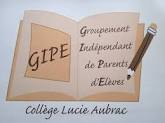 GIPE
Groupement
Indépendant
de Parents
d'Elèves
Collège Lucie Aubrac